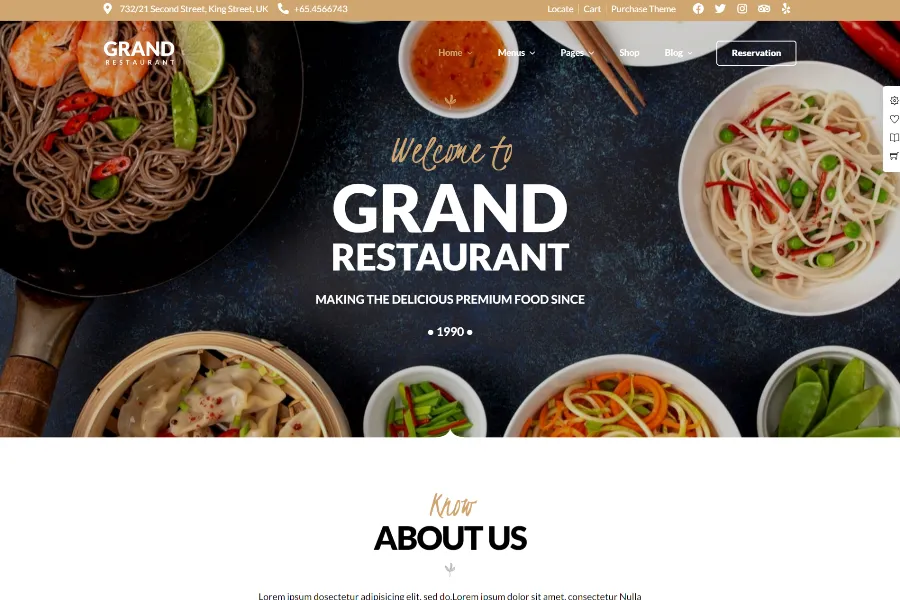 732/21 Second Street, King Street, UK +65.4566743 Locate Cart Purchase Theme
GRAND
RESTAURANT
Home Menus Pages Shop Blog Reservation
Welcome to
GRAND
RESTAURANT
MAKING THE DELICIOUS PREMIUM FOOD SINCE
• 1990 •
Know
ABOUT US
Lorem ipsum dosectetur adipisicing elit, sed do.Lorem ipsum dolor sit amet, consectetur Nulla